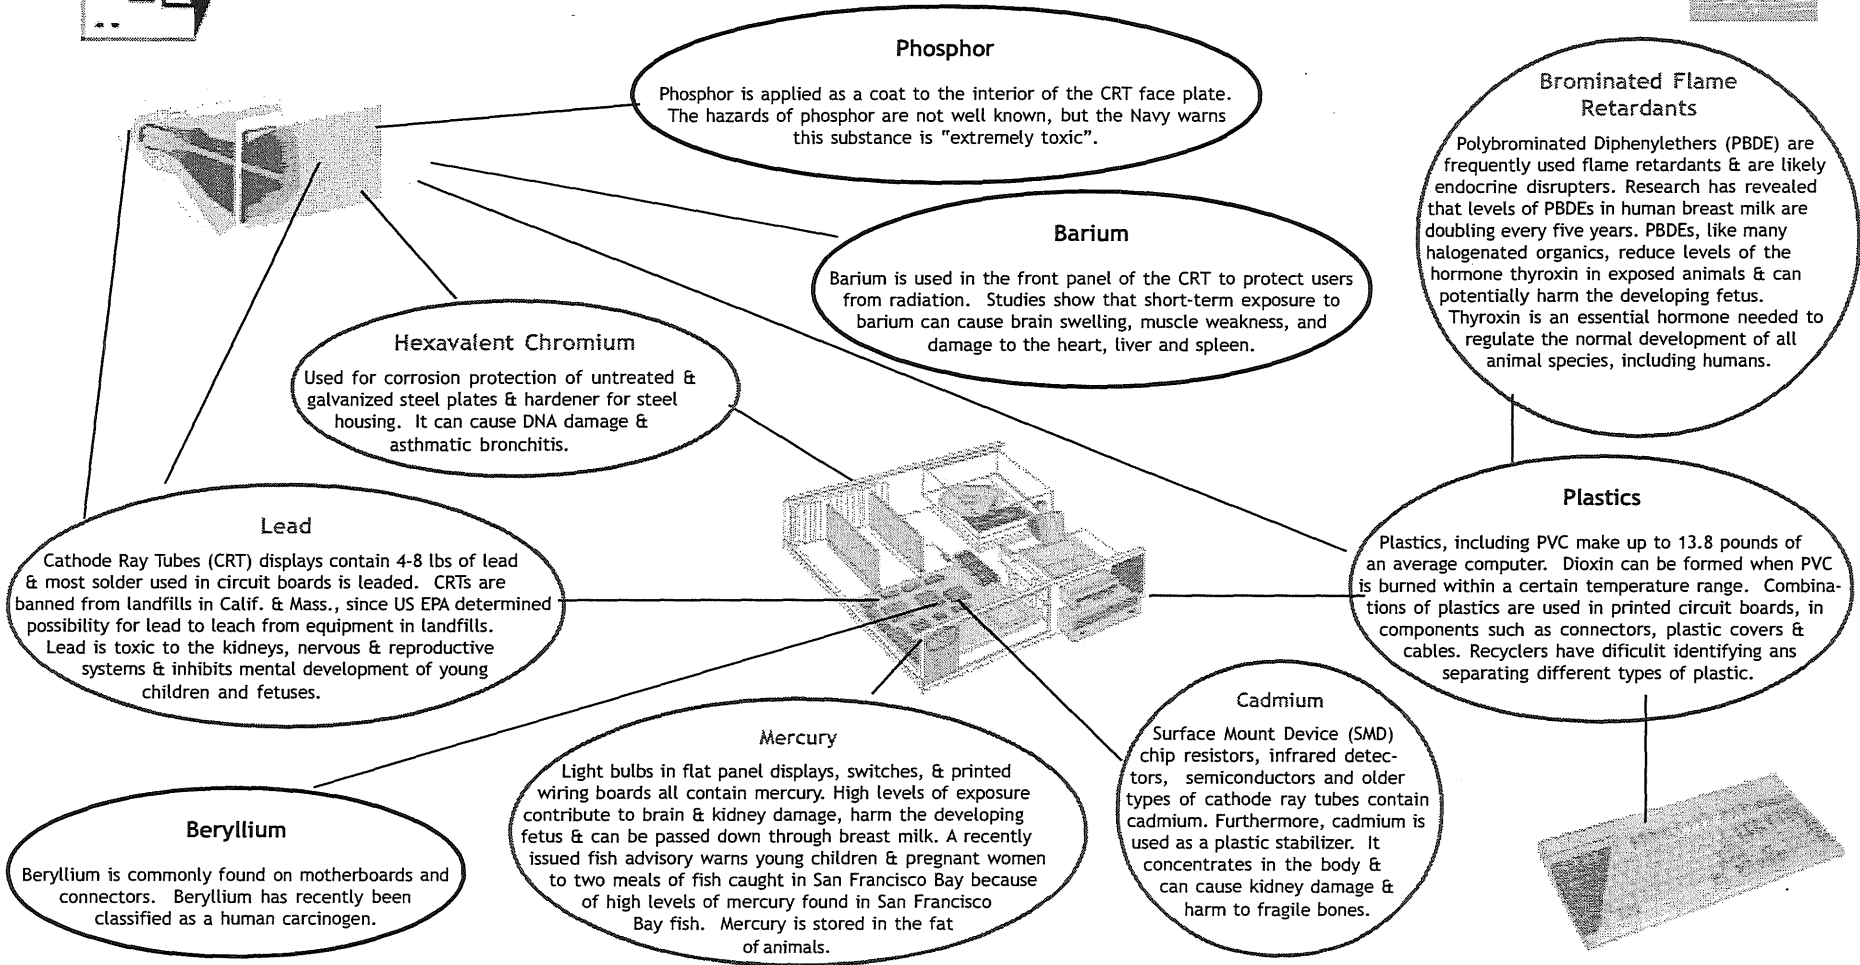 Phosphor
Phosphor is applied as a coat to the interior of the CRT face plate.
The hazards of phosphor are not well known, but the Navy warns
this substance is "extremely toxic".
Brominated Flame
Retardants
Polybrominated Diphenylethers (PBDE) are
frequently used flame retardants & are likely
endocrine disrupters. Research has revealed
that levels of PBDEs in human breast milk are
doubling every five years. PBDEs, like many
halogenated organics, reduce levels of the
hormone thyroxin in exposed animals & can
potentially harm the developing fetus.
Thyroxin is an essential hormone needed to
regulate the normal development of all
animal species, including humans.
Barium
Barium is used in the front panel of the CRT to protect users
from radiation. Studies show that short-term exposure to
barium can cause brain swelling, muscle weakness, and
damage to the heart, liver and spleen.
Hexavalent Chromium
Used for corrosion protection of untreated &
galvanized steel plates & hardener for steel
housing. It can cause DNA damage &
asthmatic bronchitis.
Lead
Cathode Ray Tubes (CRT) displays contain 4-8 lbs of lead
& most solder used in circuit boards is leaded. CRTs are
banned from landfills in Calif. & Mass., since US EPA determined
possibility for lead to leach from equipment in landfills.
Lead is toxic to the kidneys, nervous & reproductive
systems & inhibits mental development of young
children and fetuses.
Plastics
Plastics, including PVC make up to 13.8 pounds of
an average computer. Dioxin can be formed when PVC
is burned within a certain temperature range. Combina-
tions of plastics are used in printed circuit boards, in
components such as connectors, plastic covers &
cables. Recyclers have dificulit identifying ans
separating different types of plastic.
Cadmium
Surface Mount Device (SMD)
chip resistors, infrared detec-
tors, semiconductors and older
types of cathode ray tubes contain
cadmium. Furthermore, cadmium is
used as a plastic stabilizer. It
concentrates in the body &
can cause kidney damage &
harm to fragile bones.
Mercury
Light bulbs in flat panel displays, switches, & printed
wiring boards all contain mercury. High levels of exposure
contribute to brain & kidney damage, harm the developing
fetus & can be passed down through breast milk. A recently
issued fish advisory warns young children & pregnant women
to two meals of fish caught in San Francisco Bay because
of high levels of mercury found in San Francisco
Bay fish. Mercury is stored in the fat
of animals.
Beryllium
Beryllium is commonly found on motherboards and
connectors. Beryllium has recently been
classified as a human carcinogen.